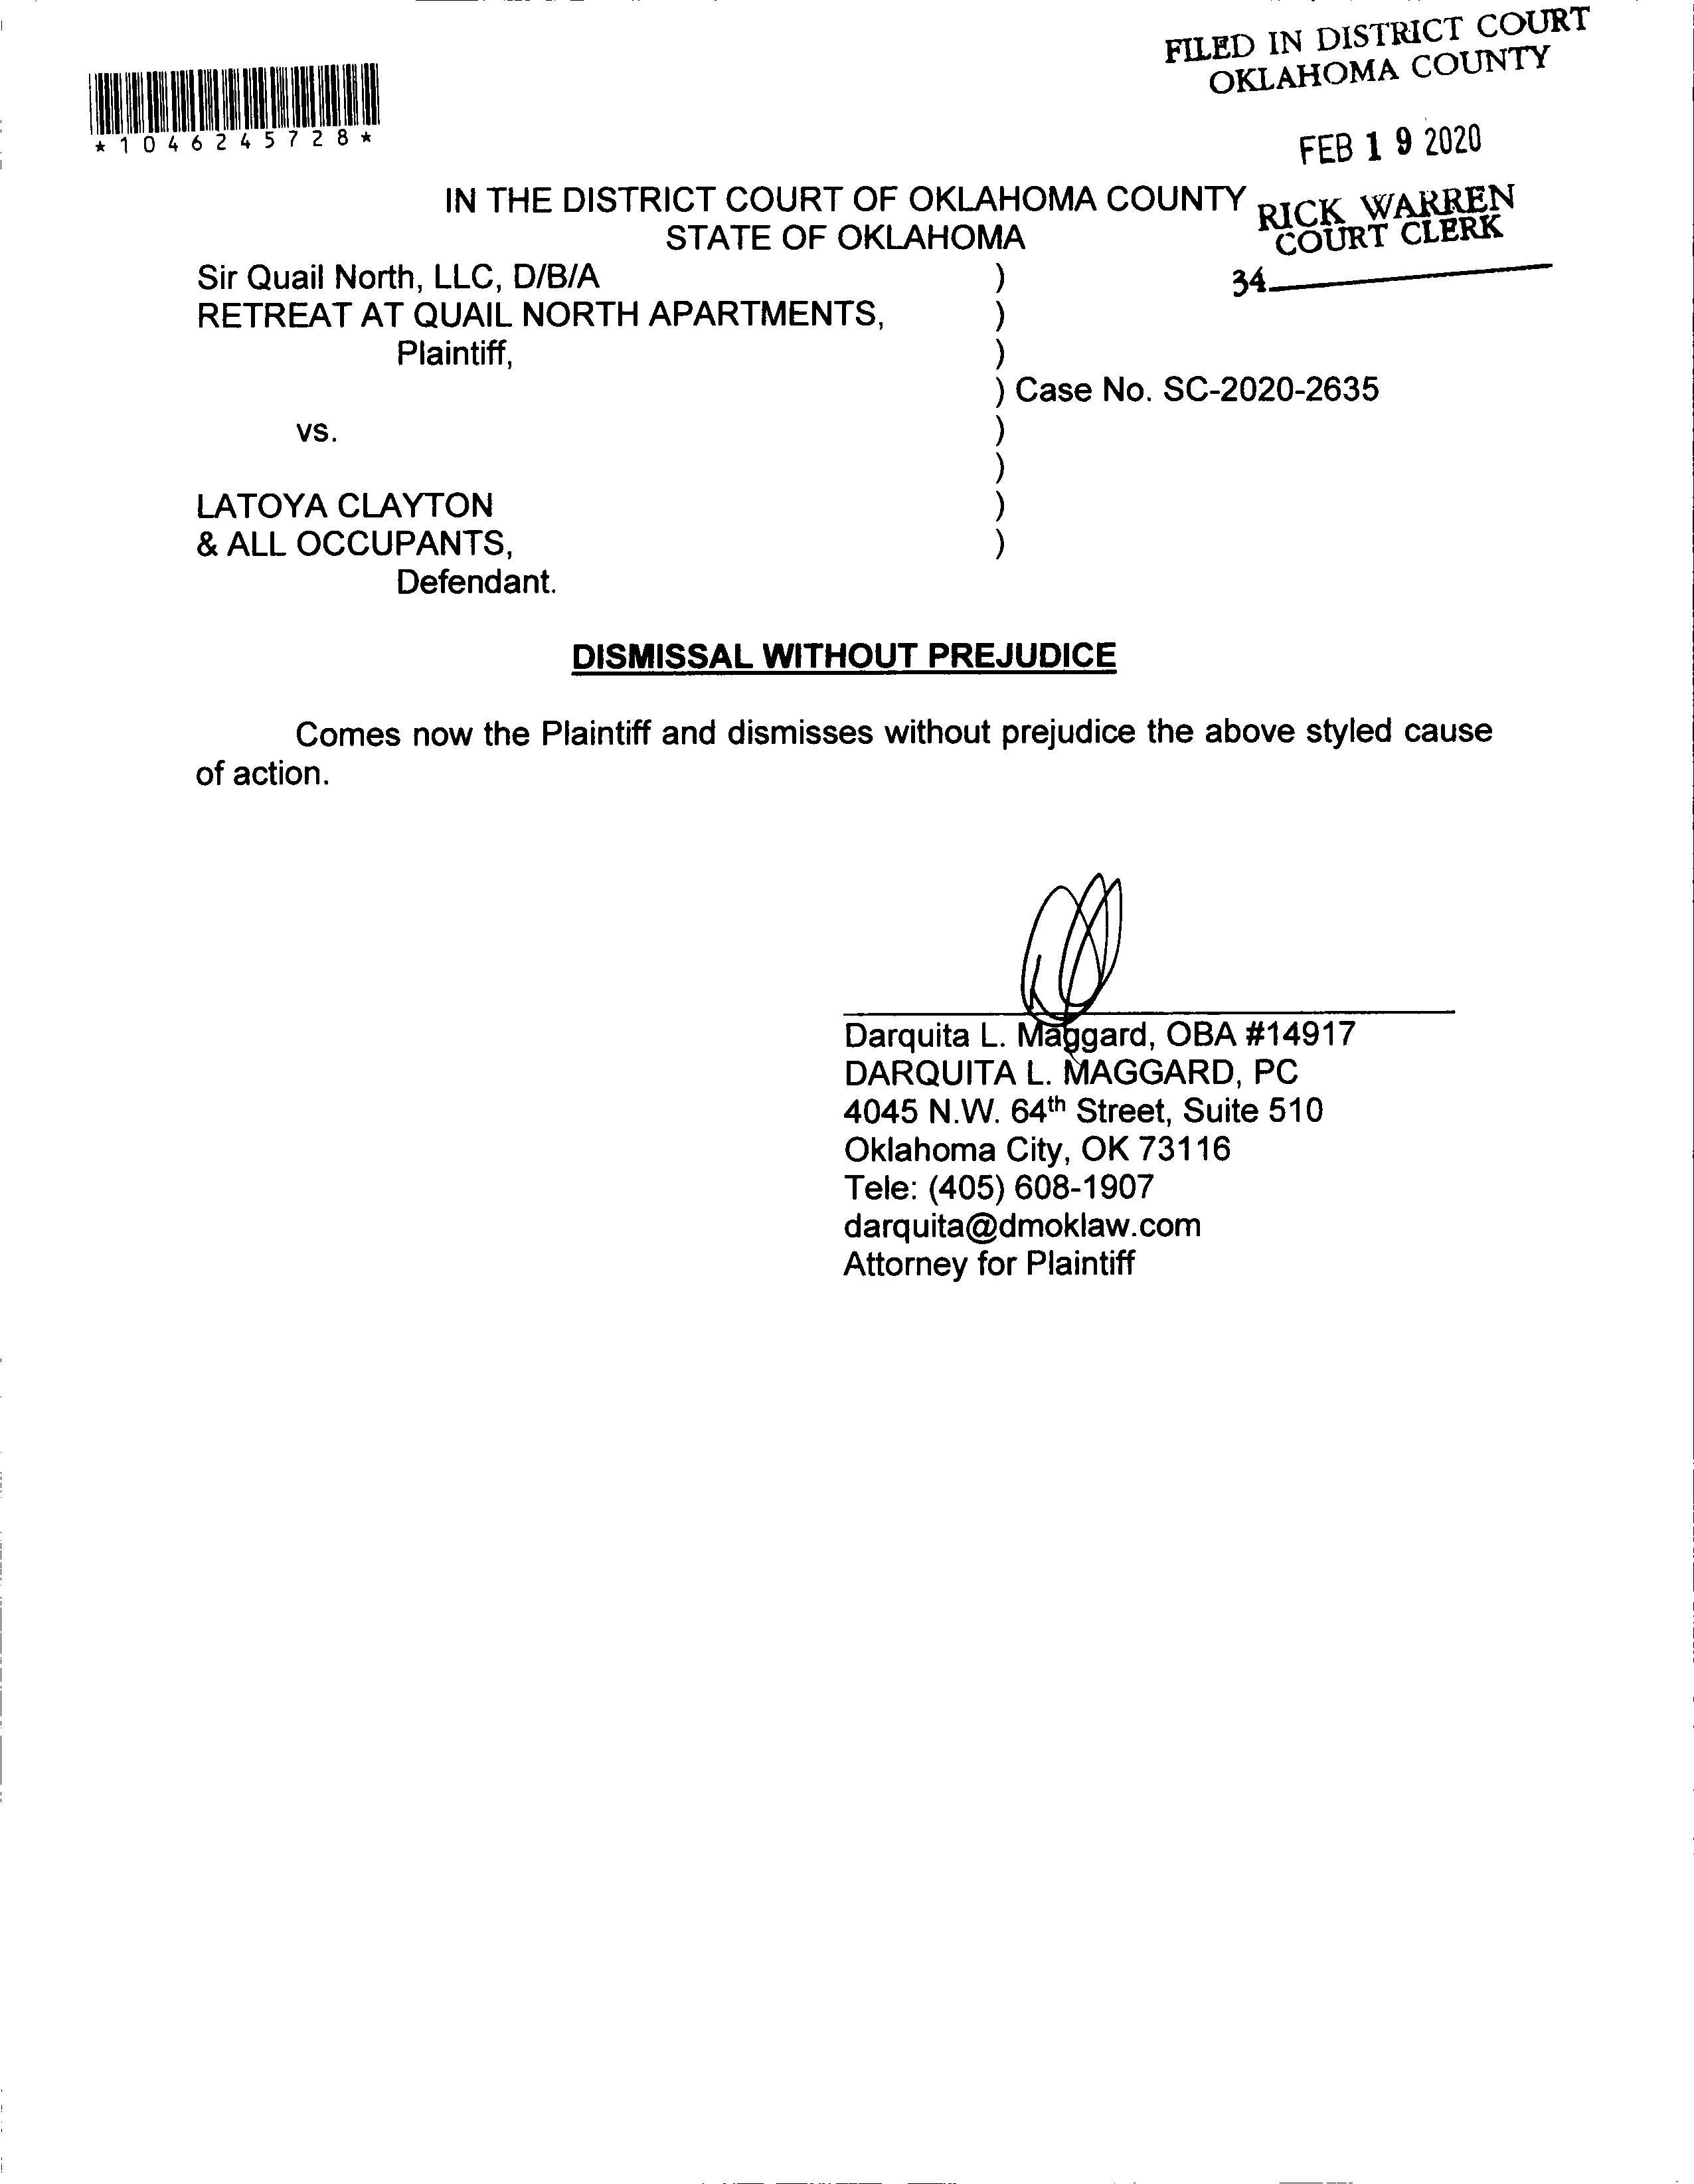 FILED IN DISTRICT COURT
OKLAHOMA COUNTY
*1046245728*
FEB 19 2020
IN THE DISTRICT COURT OF OKLAHOMA COUNTY
STATE OF OKLAHOMA
RICK WARREN
COURT CLERK
34
Sir Quail North, LLC, D/B/A )
RETREAT AT QUAIL NORTH APARTMENTS, )
Plaintiff, )
) Case No. SC-2020-2635
vs. )
)
LATOYA CLAYTON )
& ALL OCCUPANTS, )
Defendant.
DISMISSAL WITHOUT PREJUDICE
Comes now the Plaintiff and dismisses without prejudice the above styled cause
of action.
Darquita L. Maggard, OBA #14917
DARQUITA L. MAGGARD, PC
4045 N.W. 64th Street, Suite 510
Oklahoma City, OK 73116
Tele: (405) 608-1907
darquita@dmoklaw.com
Attorney for Plaintiff